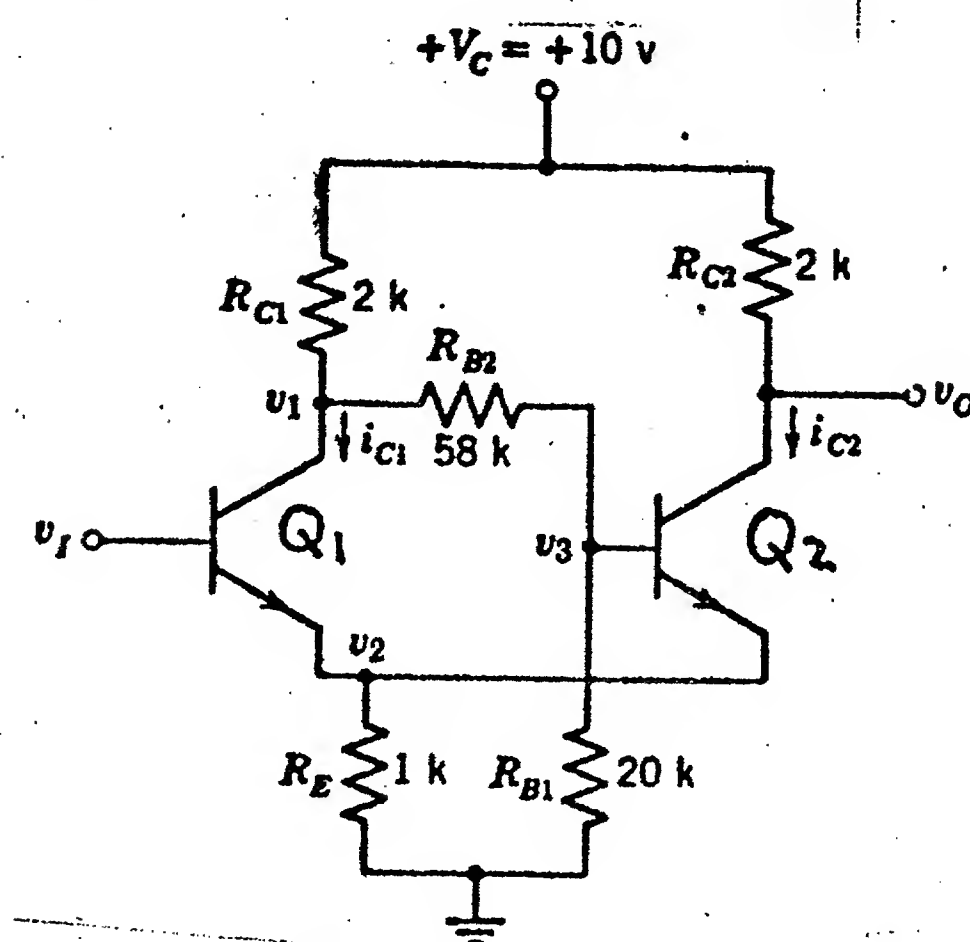 +V_C = +10 v
R_C1 2 k
R_C2 2 k
R_B2
58 k
v_1
i_C1
v_O
i_C2
v_I
Q_1
v_3
Q_2
v_2
R_E 1 k
R_B1 20 k